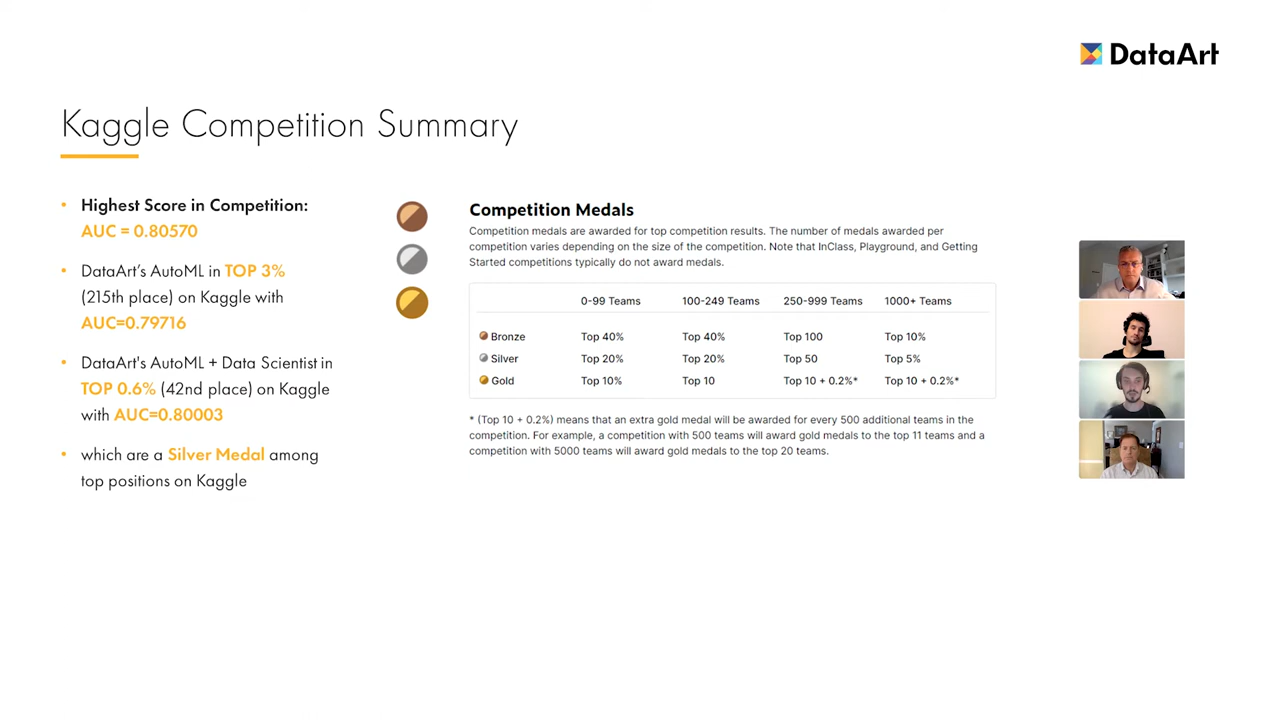 DataArt
Kaggle Competition Summary
• Highest Score in Competition:
AUC = 0.80570
• DataArt's AutoML in TOP 3%
(215th place) on Kaggle with
AUC=0.79716
• DataArt's AutoML + Data Scientist in
TOP 0.6% (42nd place) on Kaggle
with AUC=0.80003
• which are a Silver Medal among
top positions on Kaggle
Competition Medals
Competition medals are awarded for top competition results. The number of medals awarded per
competition varies depending on the size of the competition. Note that InClass, Playground, and Getting
Started competitions typically do not award medals.
0-99 Teams 100-249 Teams 250-999 Teams 1000+ Teams
Bronze Top 40% Top 40% Top 100 Top 10%
Silver Top 20% Top 20% Top 50 Top 5%
Gold Top 10% Top 10 Top 10 + 0.2%* Top 10 + 0.2%*
* (Top 10 + 0.2%) means that an extra gold medal will be awarded for every 500 additional teams in the
competition. For example, a competition with 500 teams will award gold medals to the top 11 teams and a
competition with 5000 teams will award gold medals to the top 20 teams.